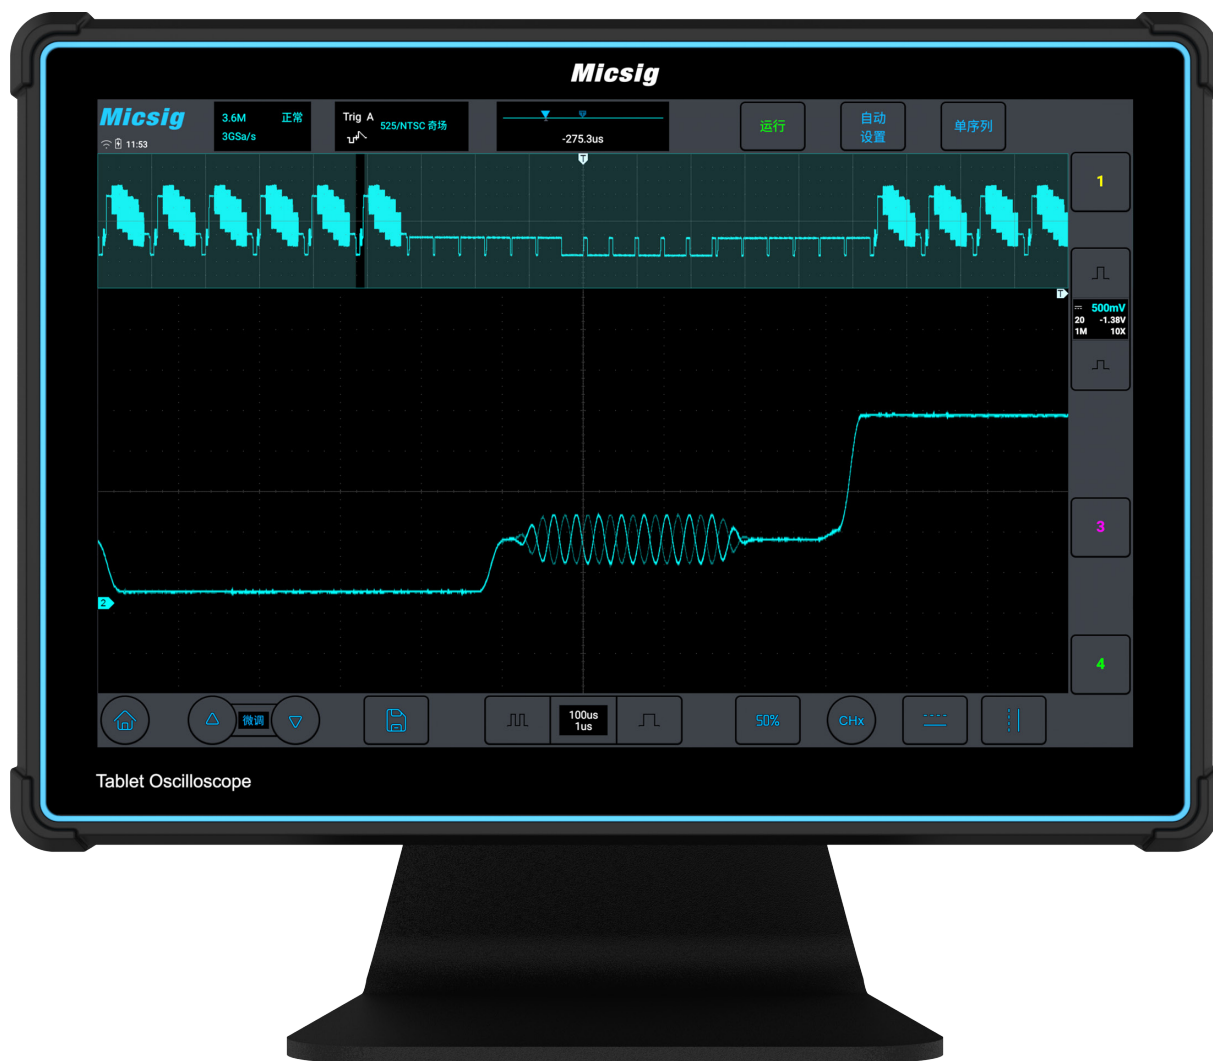 Micsig
Micsig
11:53
3.6M 正常
3GSa/s
Trig A
525/NTSC 奇场
-275.3us
运行
自动
设置
单序列
T
1
T
500mV
20 -1.38V
1M 10X
2
3
4
微调
100us
1us
50%
CHx
Tablet Oscilloscope